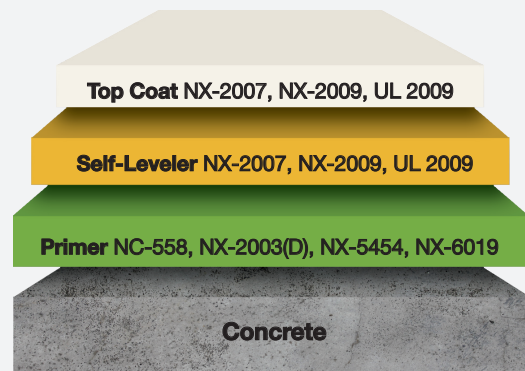 Top Coat NX-2007, NX-2009, UL 2009
Self-Leveler NX-2007, NX-2009, UL 2009
Primer NC-558, NX-2003(D), NX-5454, NX-6019
Concrete